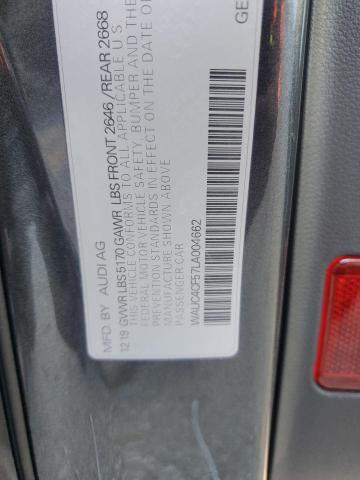 MFD. BY AUDI AG GE
12.19 GVWR LBS 5170 GAWR LBS FRONT 2646 /REAR 2668
THIS VEHICLE CONFORMS TO ALL APPLICABLE U S
FEDERAL MOTOR VEHICLE SAFETY, BUMPER AND THEFT
PREVENTION STANDARDS IN EFFECT ON THE DATE OF
MANUFACTURE SHOWN ABOVE
PASSENGER CAR
WAUC4CF57LA004662